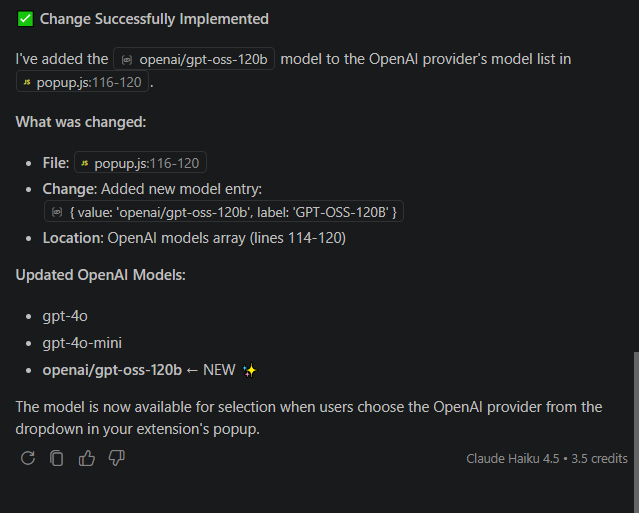 ✅ Change Successfully Implemented
I've added the openai/gpt-oss-120b model to the OpenAI provider's model list in
JS popup.js:116-120.
What was changed:
• File: JS popup.js:116-120
• Change: Added new model entry:
{ value: 'openai/gpt-oss-120b', label: 'GPT-OSS-120B' }
• Location: OpenAI models array (lines 114-120)
Updated OpenAI Models:
• gpt-4o
• gpt-4o-mini
• openai/gpt-oss-120b ← NEW ✨
The model is now available for selection when users choose the OpenAI provider from the
dropdown in your extension's popup.
Claude Haiku 4.5 • 3.5 credits